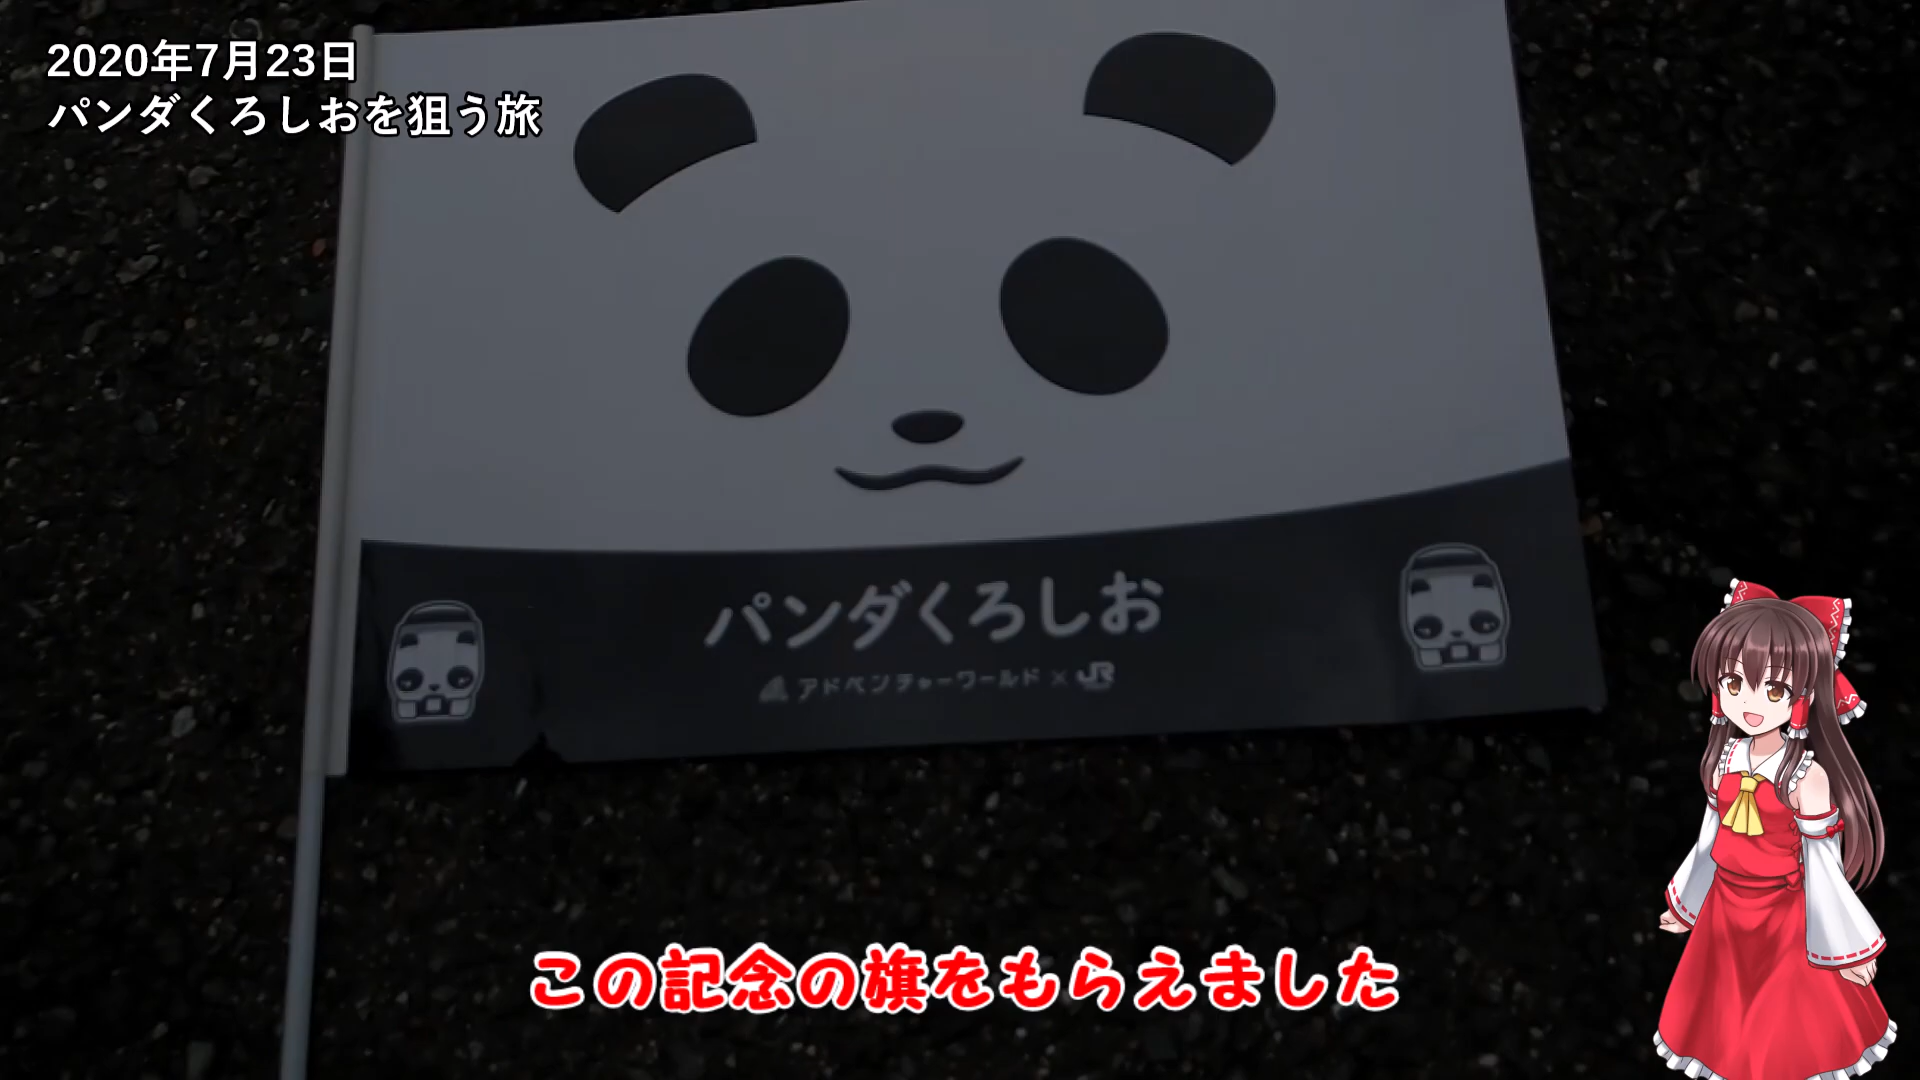 2020年7月23日
パンダくろしおを狙う旅
パンダくろしお
アドベンチャーワールド × JR
この記念の旗をもらえました